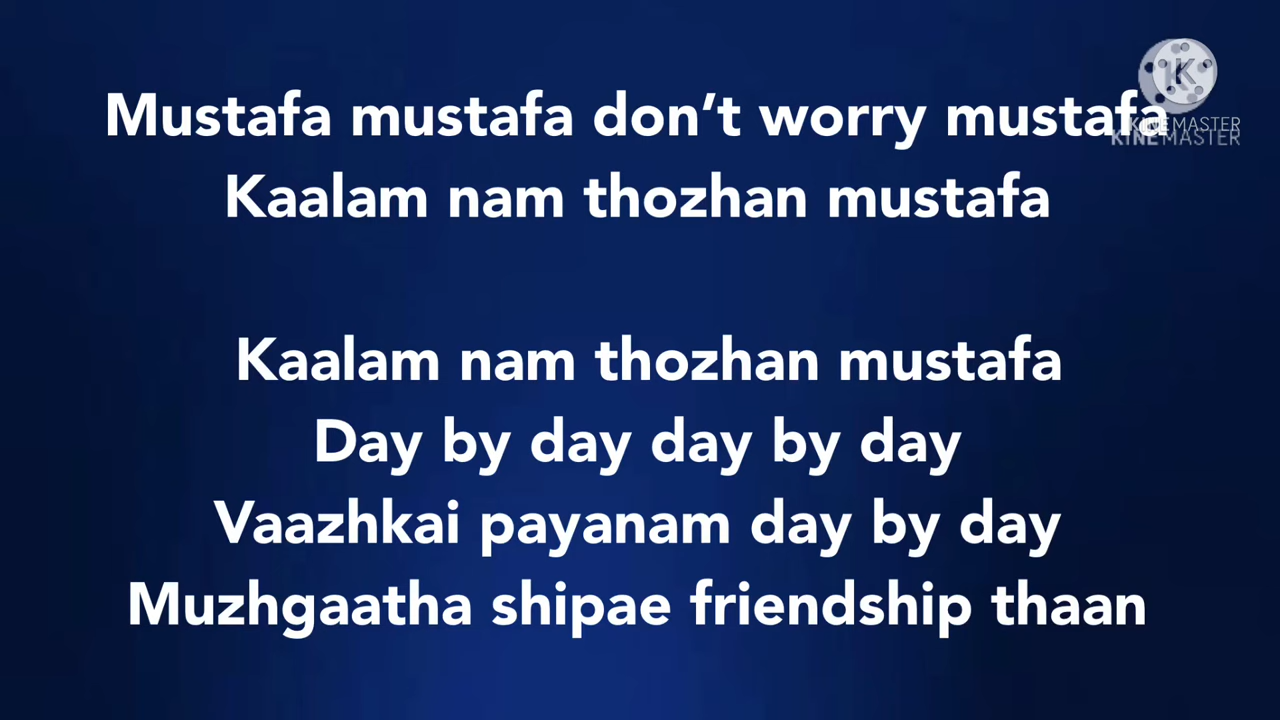 Mustafa mustafa don’t worry mustafa
KINEMASTER
KINEMASTER
Kaalam nam thozhan mustafa
Kaalam nam thozhan mustafa
Day by day day by day
Vaazhkai payanam day by day
Muzhgaatha shipae friendship thaan